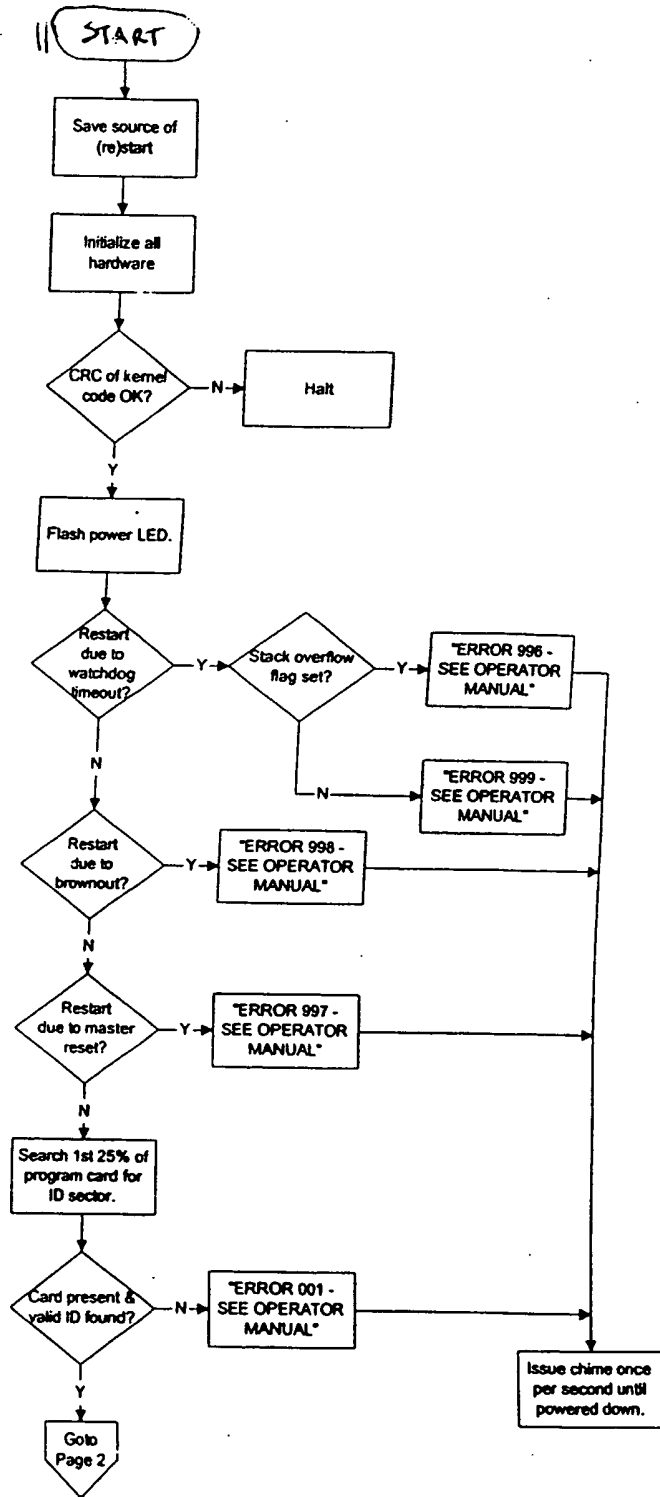 START
Save source of
(re)start
Initialize all
hardware
CRC of kernel
code OK?
N
Halt
Y
Flash power LED.
Restart
due to
watchdog
timeout?
Y
Stack overflow
flag set?
Y
"ERROR 996 -
SEE OPERATOR
MANUAL"
N
N
"ERROR 999 -
SEE OPERATOR
MANUAL"
Restart
due to
brownout?
Y
"ERROR 998 -
SEE OPERATOR
MANUAL"
N
Restart
due to master
reset?
Y
"ERROR 997 -
SEE OPERATOR
MANUAL"
N
Search 1st 25% of
program card for
ID sector.
Card present &
valid ID found?
N
"ERROR 001 -
SEE OPERATOR
MANUAL"
Issue chime once
per second until
powered down.
Y
Goto
Page 2